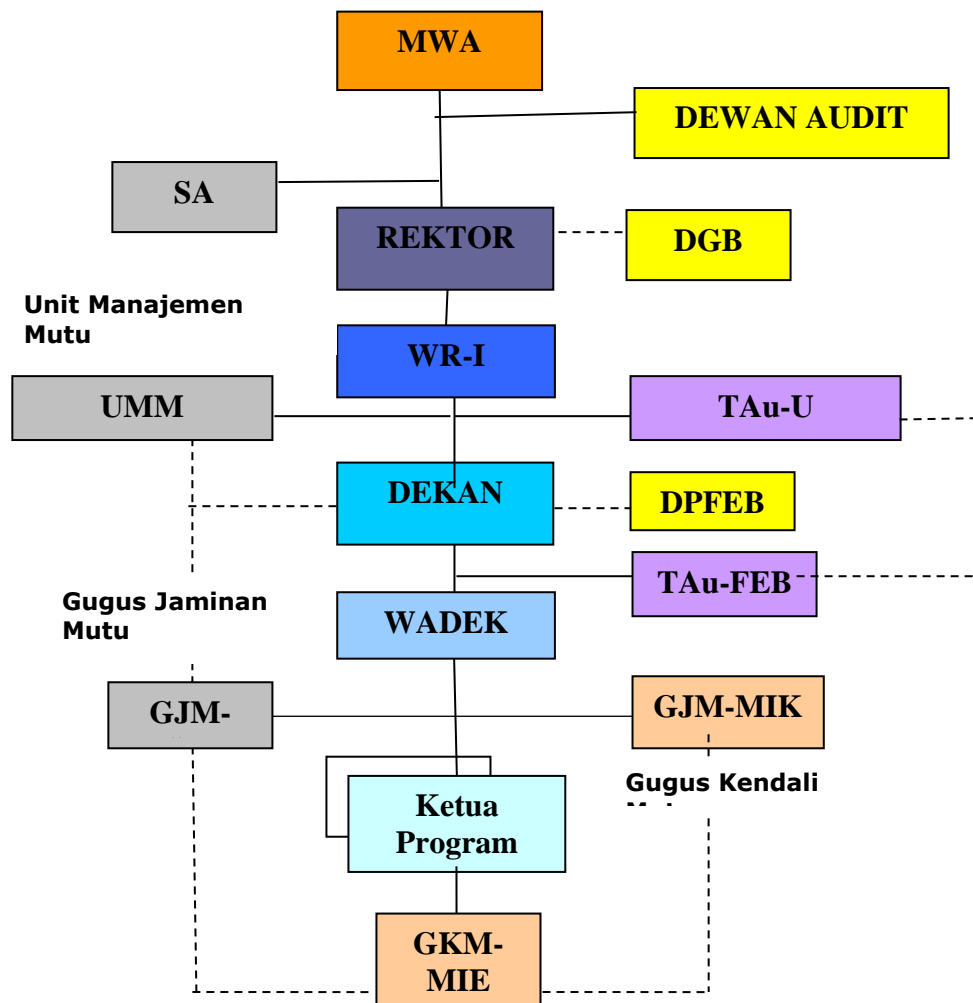 MWA
DEWAN AUDIT
SA
REKTOR
DGB
Unit Manajemen
Mutu
WR-I
UMM
TAu-U
DEKAN
DPFEB
TAu-FEB
Gugus Jaminan
Mutu
WADEK
GJM-
GJM-MIK
Gugus Kendali
Ketua
Program
GKM-
MIE